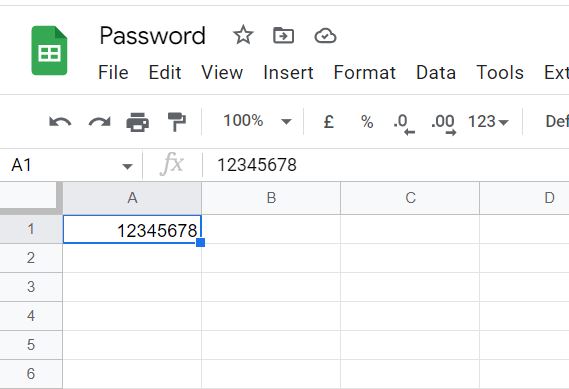 Password
File Edit View Insert Format Data Tools Ext
100% £ % .0 .00 123 Def
A1 fx 12345678
A B C D
1 12345678
2
3
4
5
6